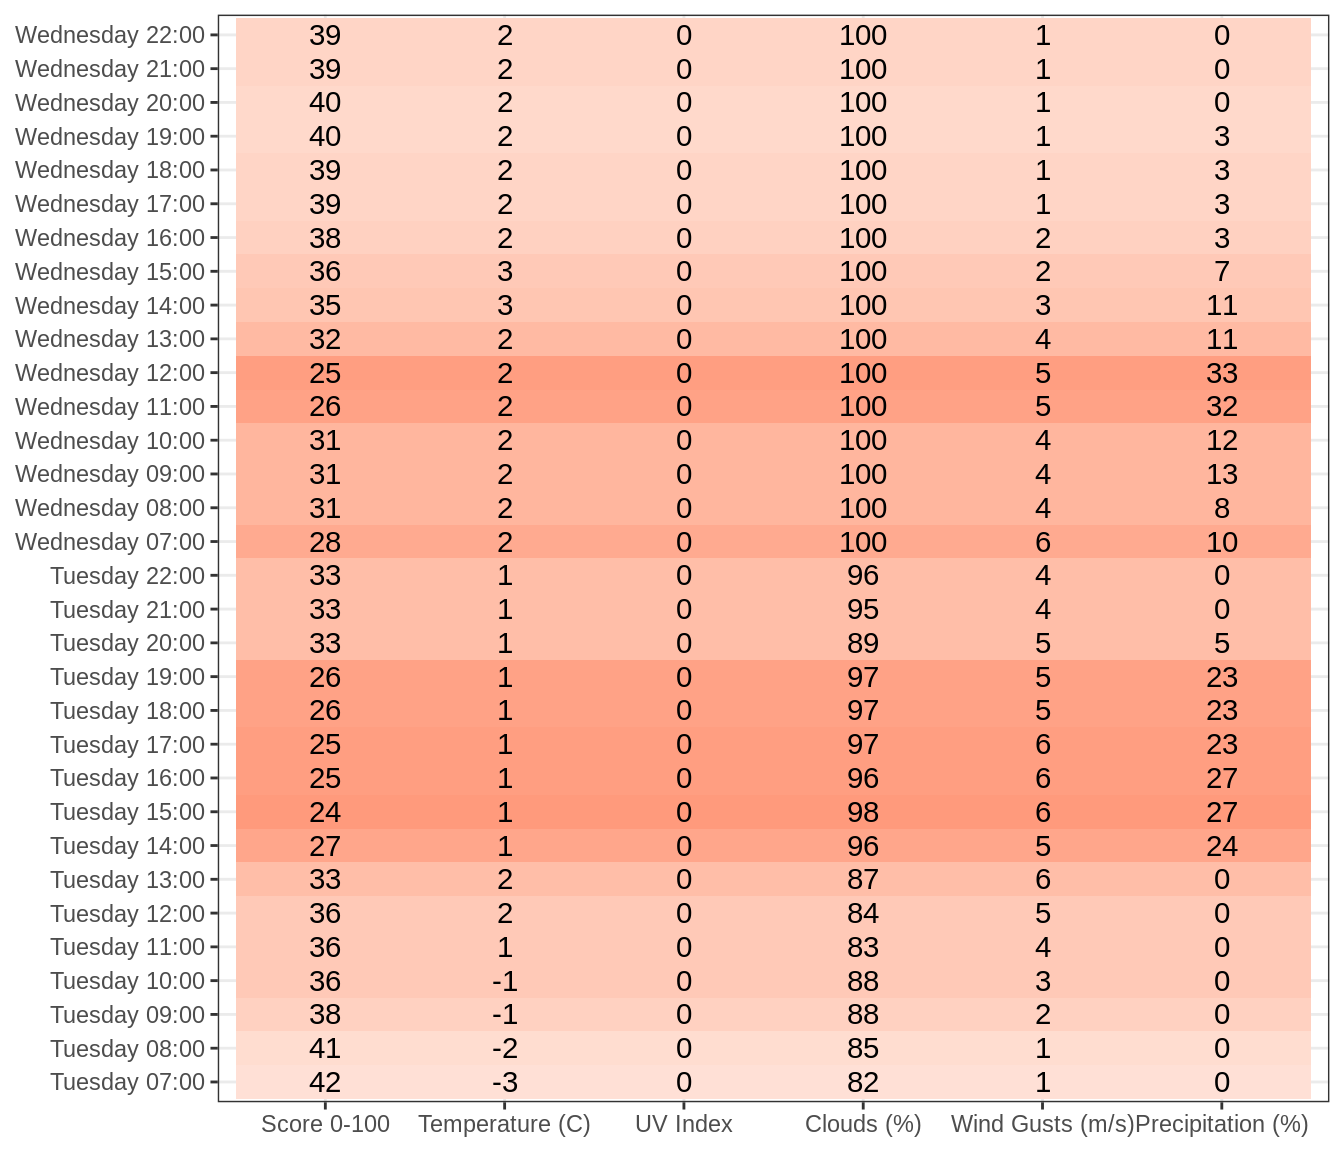 Wednesday 22:00 39 2 0 100 1 0
Wednesday 21:00 39 2 0 100 1 0
Wednesday 20:00 40 2 0 100 1 0
Wednesday 19:00 40 2 0 100 1 3
Wednesday 18:00 39 2 0 100 1 3
Wednesday 17:00 39 2 0 100 1 3
Wednesday 16:00 38 2 0 100 2 3
Wednesday 15:00 36 3 0 100 2 7
Wednesday 14:00 35 3 0 100 3 11
Wednesday 13:00 32 2 0 100 4 11
Wednesday 12:00 25 2 0 100 5 33
Wednesday 11:00 26 2 0 100 5 32
Wednesday 10:00 31 2 0 100 4 12
Wednesday 09:00 31 2 0 100 4 13
Wednesday 08:00 31 2 0 100 4 8
Wednesday 07:00 28 2 0 100 6 10
Tuesday 22:00 33 1 0 96 4 0
Tuesday 21:00 33 1 0 95 4 0
Tuesday 20:00 33 1 0 89 5 5
Tuesday 19:00 26 1 0 97 5 23
Tuesday 18:00 26 1 0 97 5 23
Tuesday 17:00 25 1 0 97 6 23
Tuesday 16:00 25 1 0 96 6 27
Tuesday 15:00 24 1 0 98 6 27
Tuesday 14:00 27 1 0 96 5 24
Tuesday 13:00 33 2 0 87 6 0
Tuesday 12:00 36 2 0 84 5 0
Tuesday 11:00 36 1 0 83 4 0
Tuesday 10:00 36 -1 0 88 3 0
Tuesday 09:00 38 -1 0 88 2 0
Tuesday 08:00 41 -2 0 85 1 0
Tuesday 07:00 42 -3 0 82 1 0
Score 0-100 Temperature (C) UV Index Clouds (%) Wind Gusts (m/s) Precipitation (%)